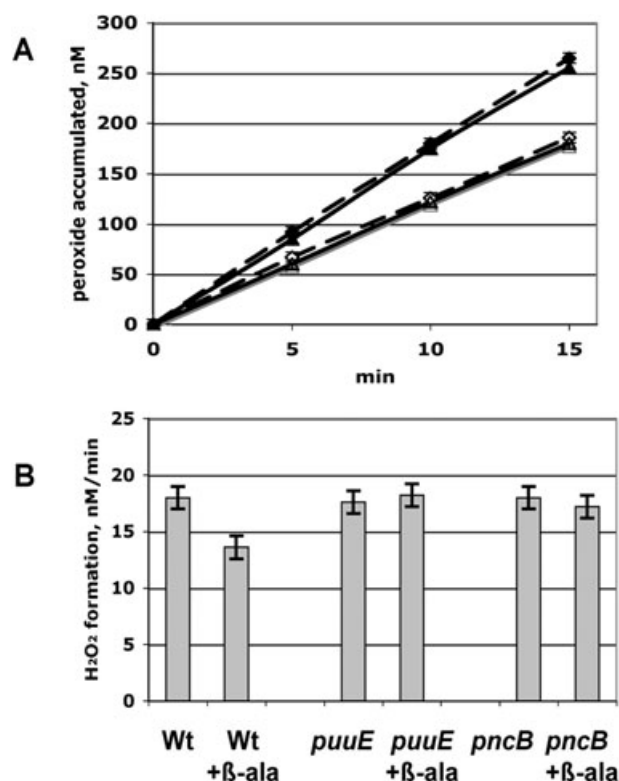 A
peroxide accumulated, nM
300
250
200
150
100
50
0
0 5 10 15
min
B
H₂O₂ formation, nM/min
25
20
15
10
5
0
Wt Wt puuE puuE pncB pncB
+ß-ala +ß-ala +ß-ala